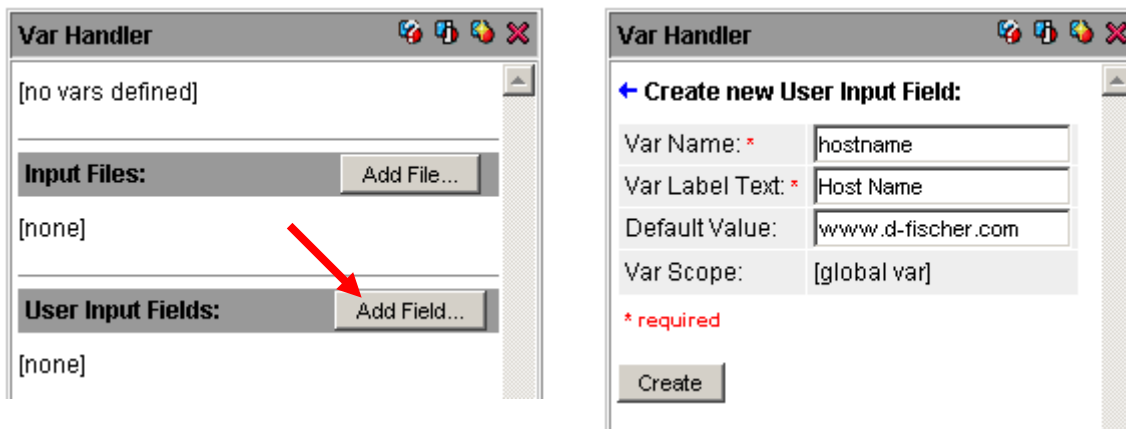 Var Handler
[no vars defined]
Input Files:
Add File...
[none]
User Input Fields:
Add Field...
[none]
Var Handler
Create new User Input Field:
Var Name: * hostname
Var Label Text: * Host Name
Default Value: www.d-fischer.com
Var Scope: [global var]
* required
Create